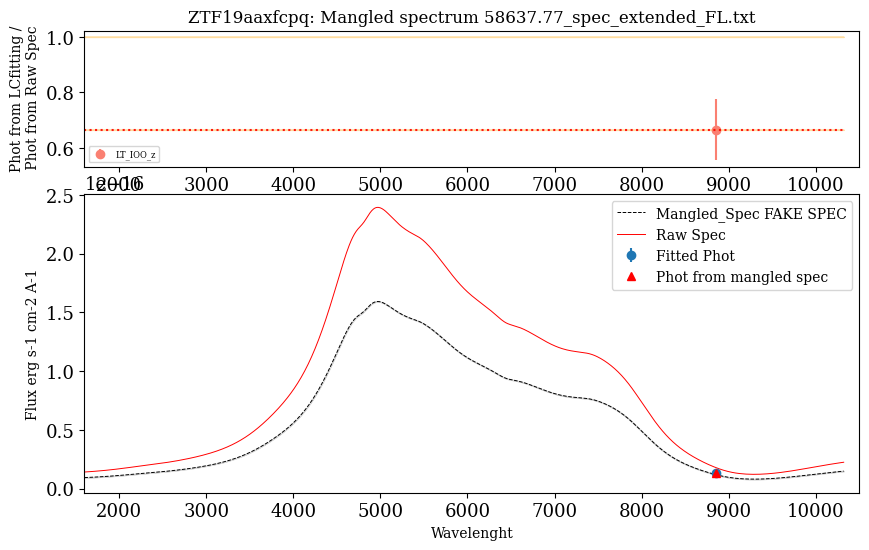 ZTF19aaxfcpq: Mangled spectrum 58637.77_spec_extended_FL.txt
Phot from LCfitting /
Phot from Raw Spec
1.0
0.8
0.6
LT_IOO_z
2000 3000 4000 5000 6000 7000 8000 9000 10000
1e−16
2.5
2.0
1.5
1.0
0.5
0.0
Flux erg s-1 cm-2 A-1
Mangled_Spec FAKE SPEC
Raw Spec
Fitted Phot
Phot from mangled spec
2000 3000 4000 5000 6000 7000 8000 9000 10000
Wavelenght